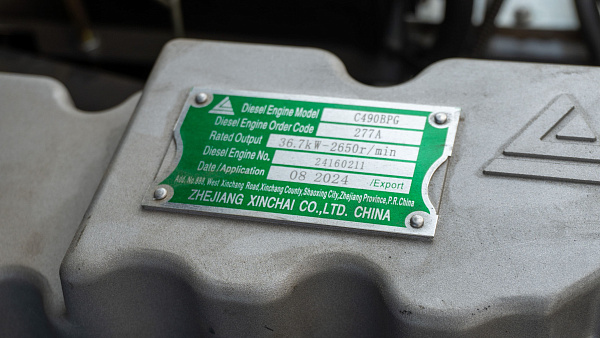 Diesel Engine Model C490BPG
Diesel Engine Order Code 277A
Rated Output 36.7kW-2650r/min
Diesel Engine No. 24160211
Date/Application 08 2024 /Export
Add. No.888, West Xinchang Road, Xinchang County, Shaoxing City, Zhejiang Province, P.R. China
ZHEJIANG XINCHAI CO.,LTD. CHINA